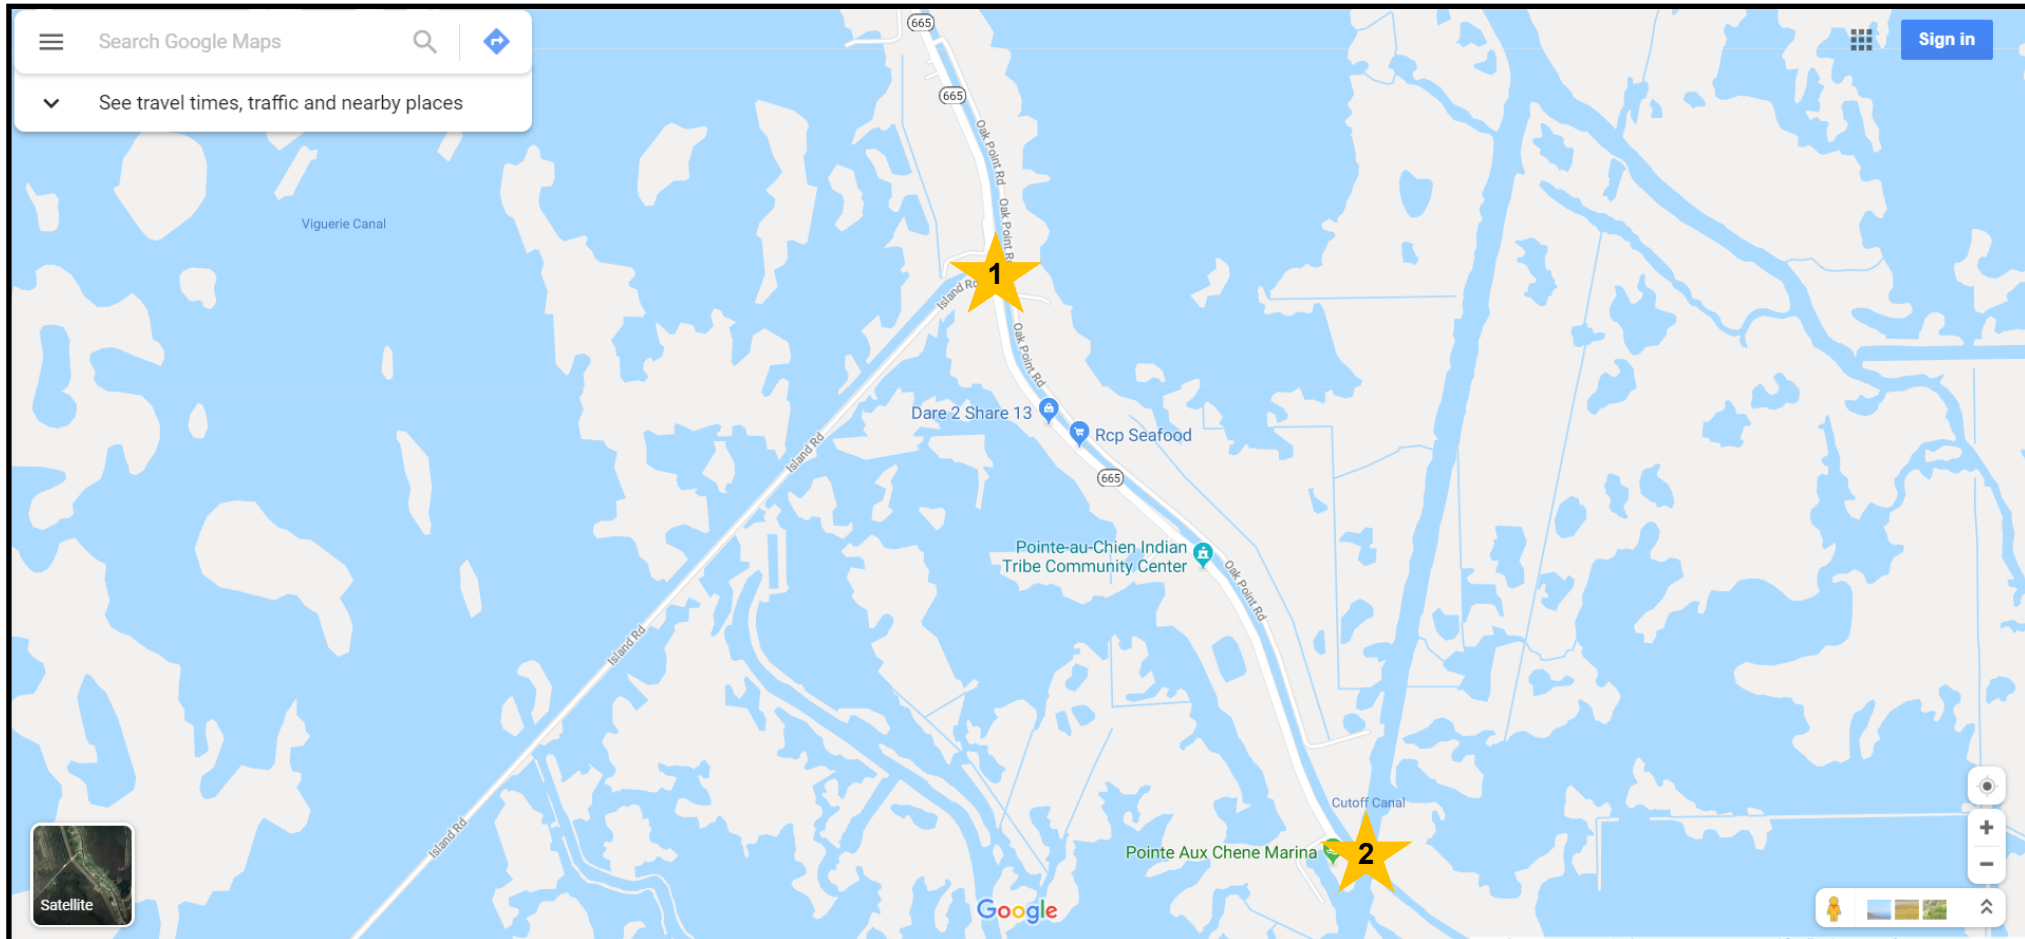 Search Google Maps
Sign in
See travel times, traffic and nearby places
665
665
Oak Point Rd
Viguerie Canal
Oak Point Rd
1
Island Rd
Oak Point Rd
Dare 2 Share 13
Rcp Seafood
Island Rd
665
Pointe-au-Chien Indian
Tribe Community Center
Oak Point Rd
Island Rd
Cutoff Canal
Island Rd
Pointe Aux Chene Marina
2
Satellite
Google